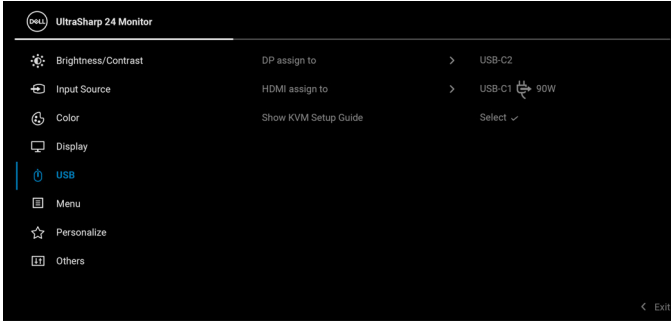 DELL UltraSharp 24 Monitor
Brightness/Contrast
DP assign to > USB-C2
Input Source
HDMI assign to > USB-C1 90W
Color
Show KVM Setup Guide Select ✓
Display
USB
Menu
Personalize
Others
< Exit